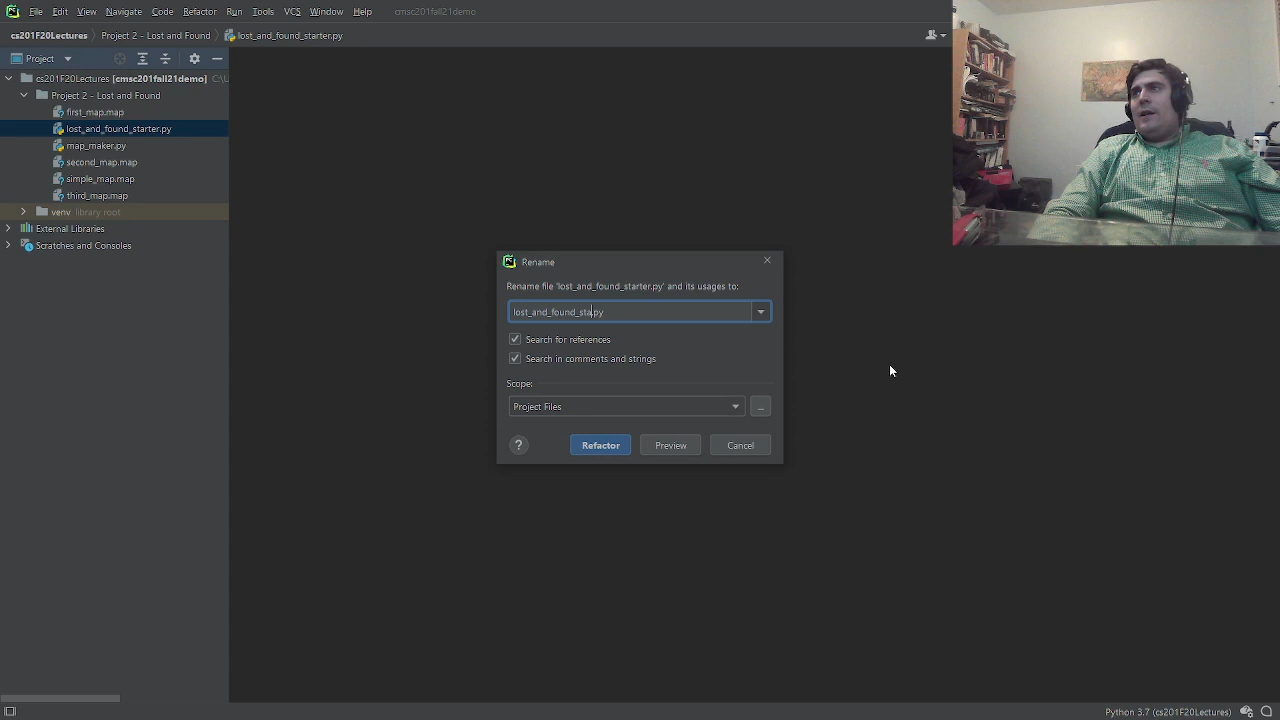 File Edit View Navigate Code Refactor Run Tools VCS Window Help cmsc201fall21demo
cs201F20Lectures Project 2 - Lost and Found lost_and_found_starter.py
Project
cs201F20Lectures [cmsc201fall21demo] C:\U
Project 2 - Lost and Found
first_map.map
lost_and_found_starter.py
map_maker.py
second_map.map
simple_map.map
third_map.map
venv library root
External Libraries
Scratches and Consoles
Rename
Rename file 'lost_and_found_starter.py' and its usages to:
lost_and_found_sta.py
Search for references
Search in comments and strings
Scope:
Project Files
...
? Refactor Preview Cancel
Python 3.7 (cs201F20Lectures)